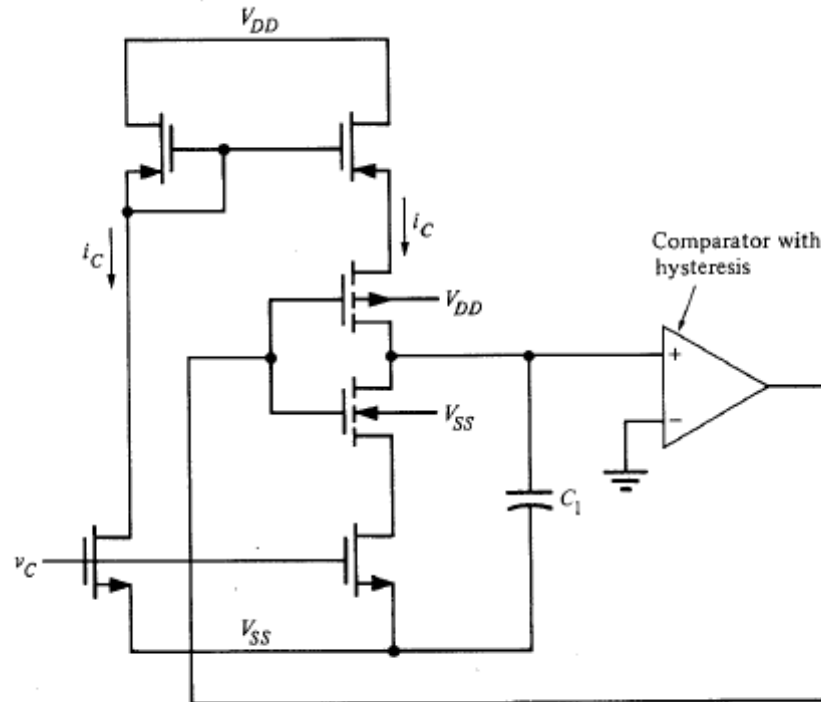 V_DD
i_C
i_C
Comparator with
hysteresis
V_DD
+
V_SS
−
C_1
v_C
V_SS